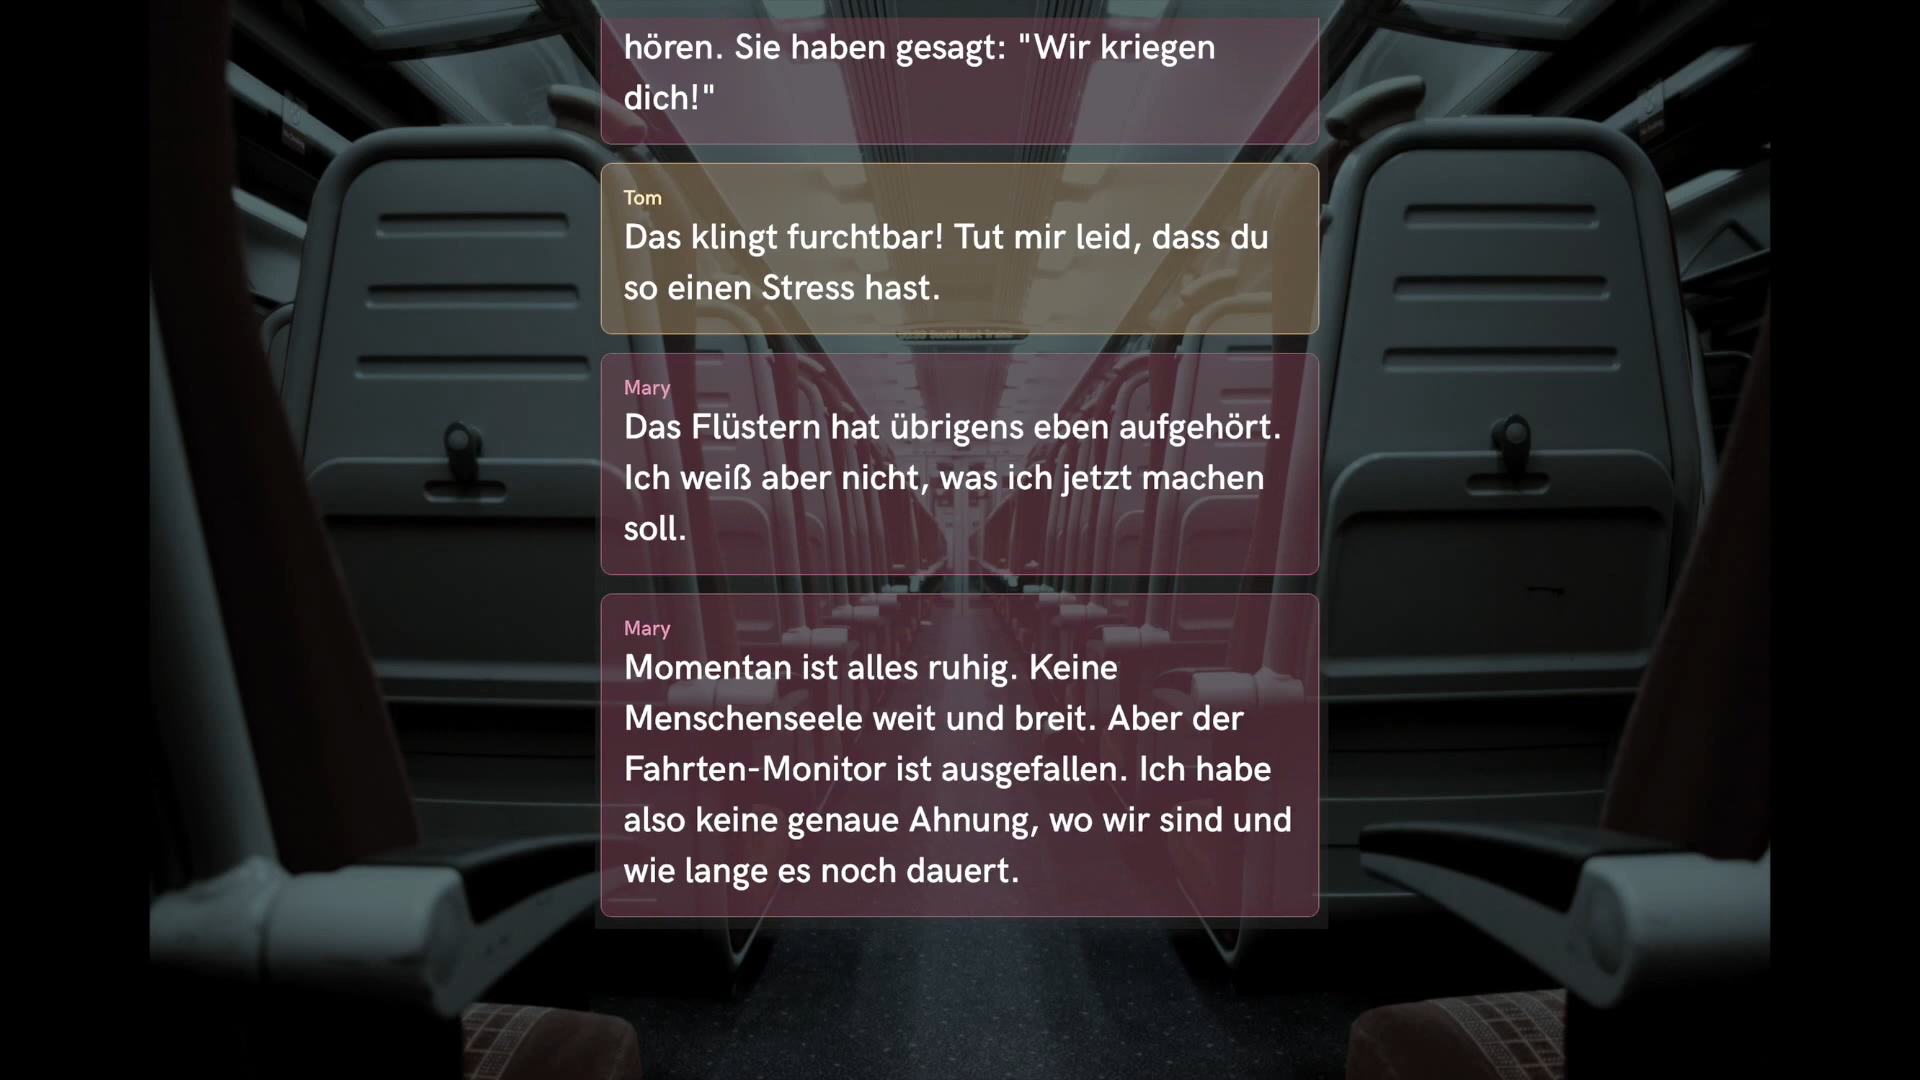 hören. Sie haben gesagt: "Wir kriegen
dich!"
Tom
Das klingt furchtbar! Tut mir leid, dass du
so einen Stress hast.
Mary
Das Flüstern hat übrigens eben aufgehört.
Ich weiß aber nicht, was ich jetzt machen
soll.
Mary
Momentan ist alles ruhig. Keine
Menschenseele weit und breit. Aber der
Fahrten-Monitor ist ausgefallen. Ich habe
also keine genaue Ahnung, wo wir sind und
wie lange es noch dauert.